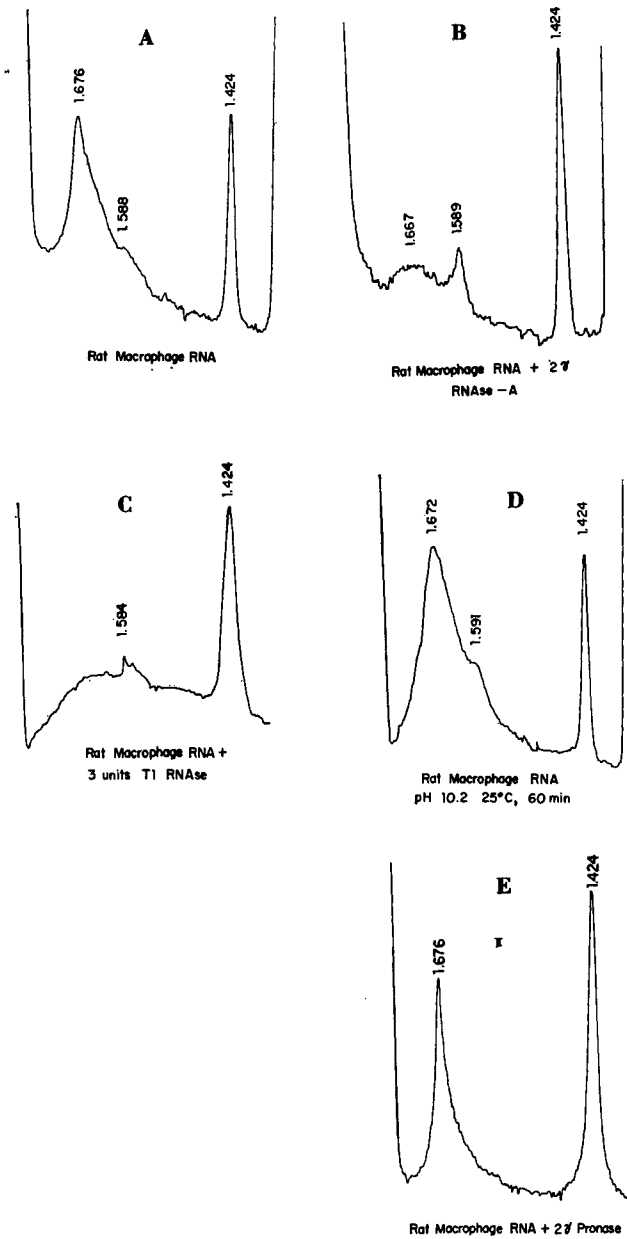 A
1.676
1.588
1.424
Rat Macrophage RNA
B
1.667
1.589
1.424
Rat Macrophage RNA + 2γ
RNAse - A
C
1.584
1.424
Rat Macrophage RNA +
3 units T1 RNAse
D
1.672
1.591
1.424
Rat Macrophage RNA
pH 10.2 25°C, 60 min
E
1.676
1.424
Rat Macrophage RNA + 2γ Pronase